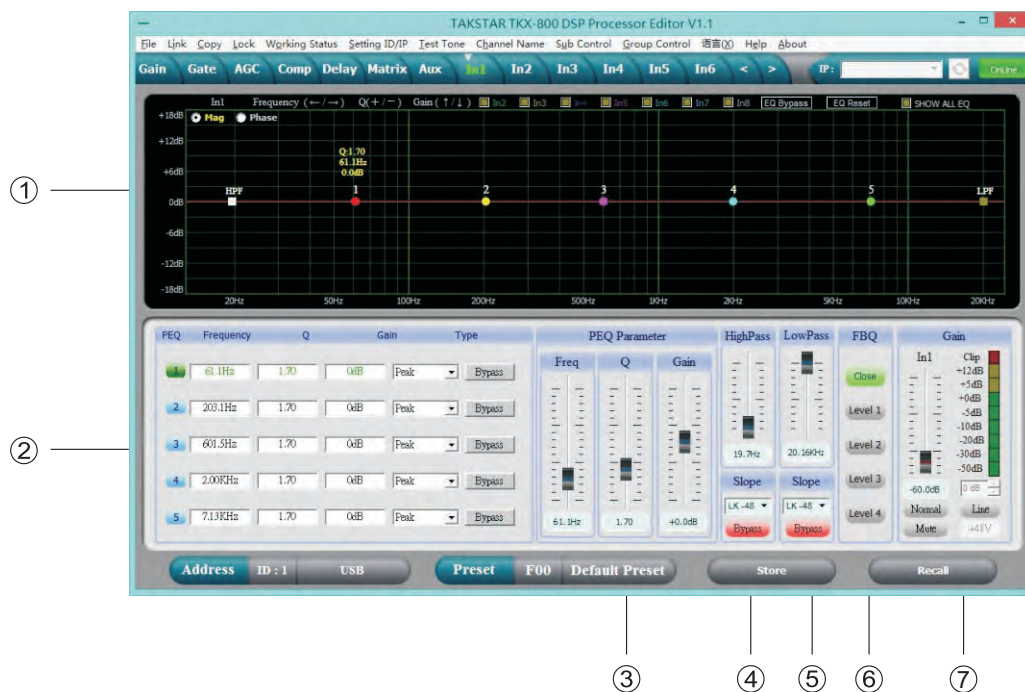 TAKSTAR TKX-800 DSP Processor Editor V1.1
File Link Copy Lock Working Status Setting ID/IP Test Tone Channel Name Sub Control Group Control 语言(X) Help About
Gain Gate AGC Comp Delay Matrix Aux In1 In2 In3 In4 In5 In6 < > IP: OnLine
In1 Frequency (←/→) Q(+/−) Gain(↑/↓) In2 In3 In5 In6 In7 In8 EQ Bypass EQ Reset SHOW ALL EQ
+18dB Mag Phase
+12dB
Q:1.70
61.1Hz
+6dB 0.0dB
HPF 1 2 3 4 5 LPF
0dB
-6dB
-12dB
-18dB
20Hz 50Hz 100Hz 200Hz 500Hz 1KHz 2KHz 5KHz 10KHz 20KHz
①
PEQ Frequency Q Gain Type
1 61.1Hz 1.70 0dB Peak Bypass
2 203.1Hz 1.70 0dB Peak Bypass
3 601.5Hz 1.70 0dB Peak Bypass
4 2.00KHz 1.70 0dB Peak Bypass
5 7.13KHz 1.70 0dB Peak Bypass
②
PEQ Parameter
Freq Q Gain
61.1Hz 1.70 +0.0dB
HighPass LowPass
19.7Hz 20.16KHz
Slope Slope
LK-48 LK-48
Bypass Bypass
FBQ
Close
Level 1
Level 2
Level 3
Level 4
Gain
In1 Clip
+12dB
+5dB
+0dB
-5dB
-10dB
-20dB
-30dB
-50dB
-60.0dB 0 dB
Normal Line
Mute +48V
Address ID : 1 USB Preset F00 Default Preset Store Recall
③ ④ ⑤ ⑥ ⑦